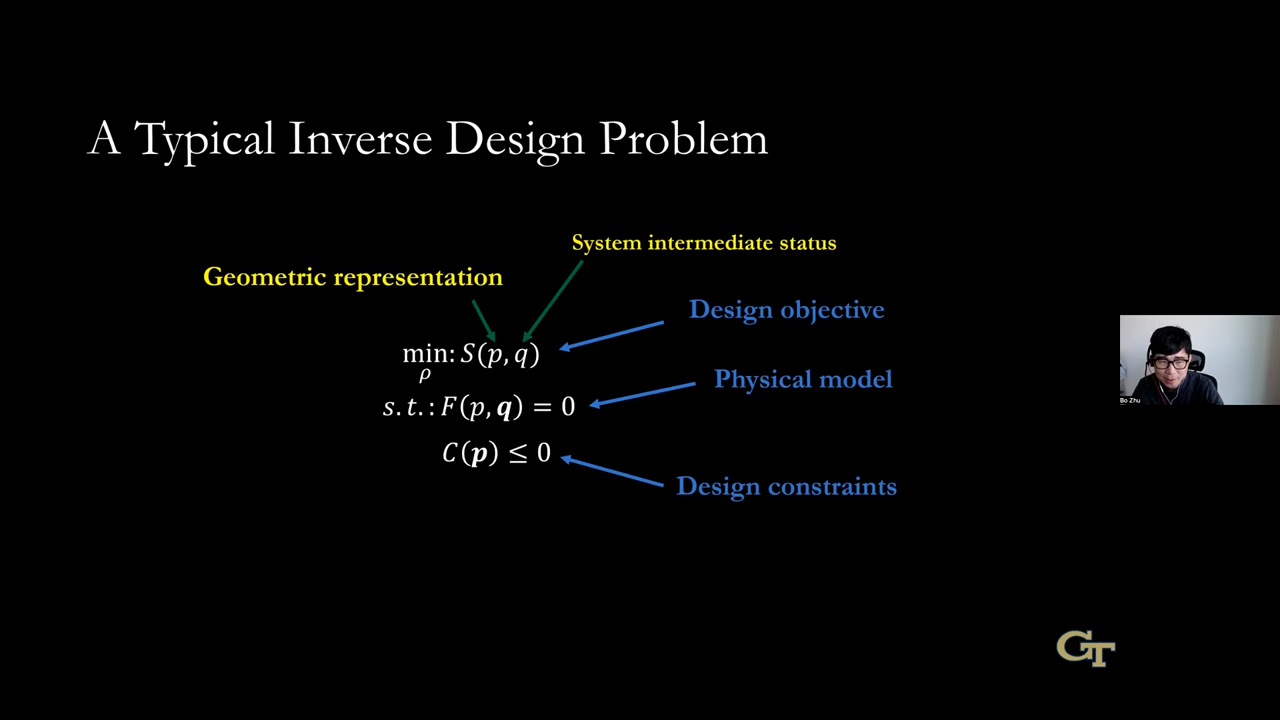 A Typical Inverse Design Problem
System intermediate status
Geometric representation
Design objective
min: S(p, q)
ρ
Physical model
s.t.: F(p, q) = 0
C(p) ≤ 0
Design constraints
Bo Zhu
GT